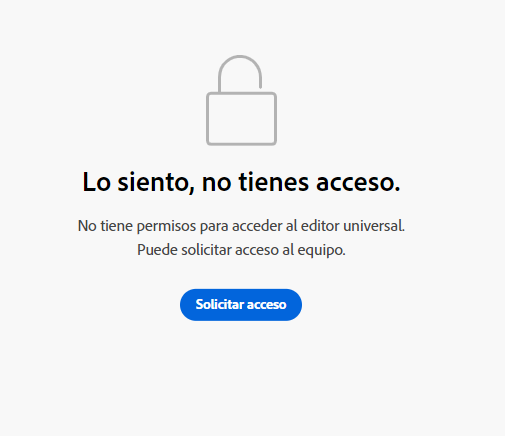 Lo siento, no tienes acceso.
No tiene permisos para acceder al editor universal.
Puede solicitar acceso al equipo.
Solicitar acceso